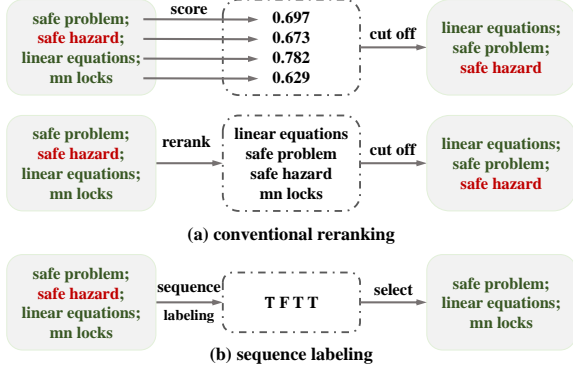 safe problem;
safe hazard;
linear equations;
mn locks
score
0.697
0.673
0.782
0.629
cut off
linear equations;
safe problem;
safe hazard
safe problem;
safe hazard;
linear equations;
mn locks
rerank
linear equations
safe problem
safe hazard
mn locks
cut off
linear equations;
safe problem;
safe hazard
(a) conventional reranking
safe problem;
safe hazard;
linear equations;
mn locks
sequence
labeling
T F T T
select
safe problem;
linear equations;
mn locks
(b) sequence labeling